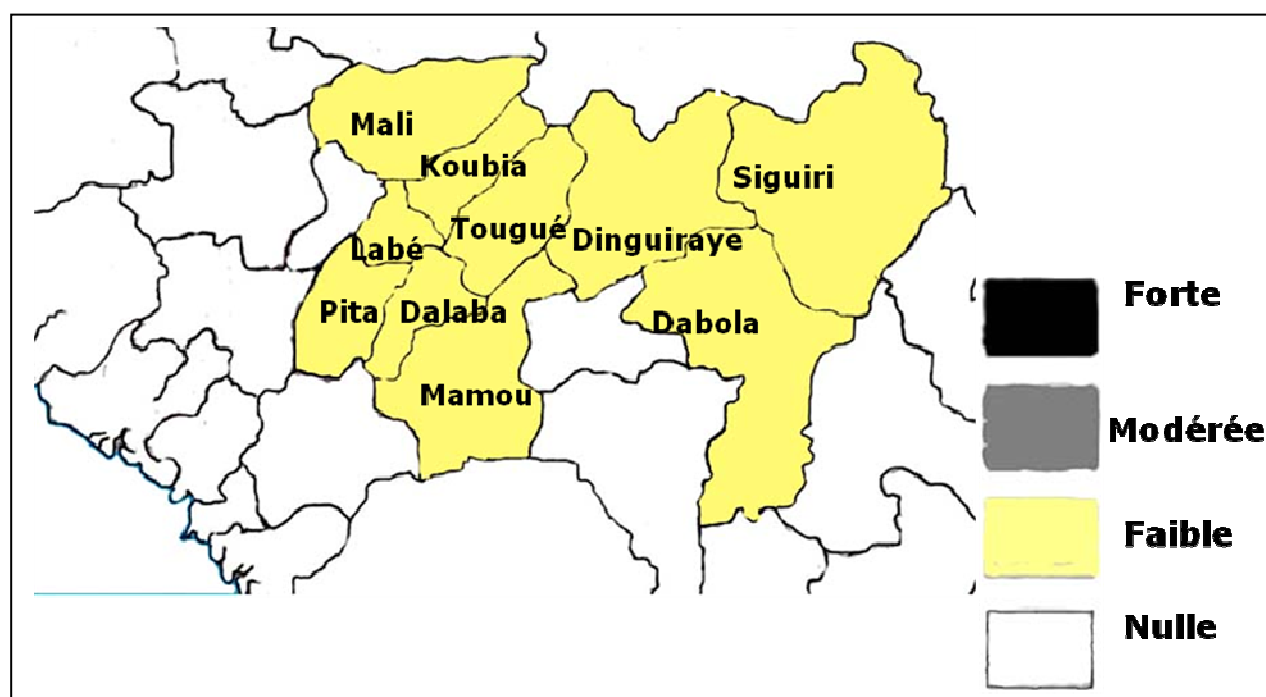 Mali
Koubia
Siguiri
Tougué
Labé
Dinguiraye
Pita
Dalaba
Dabola
Mamou
Forte
Modérée
Faible
Nulle